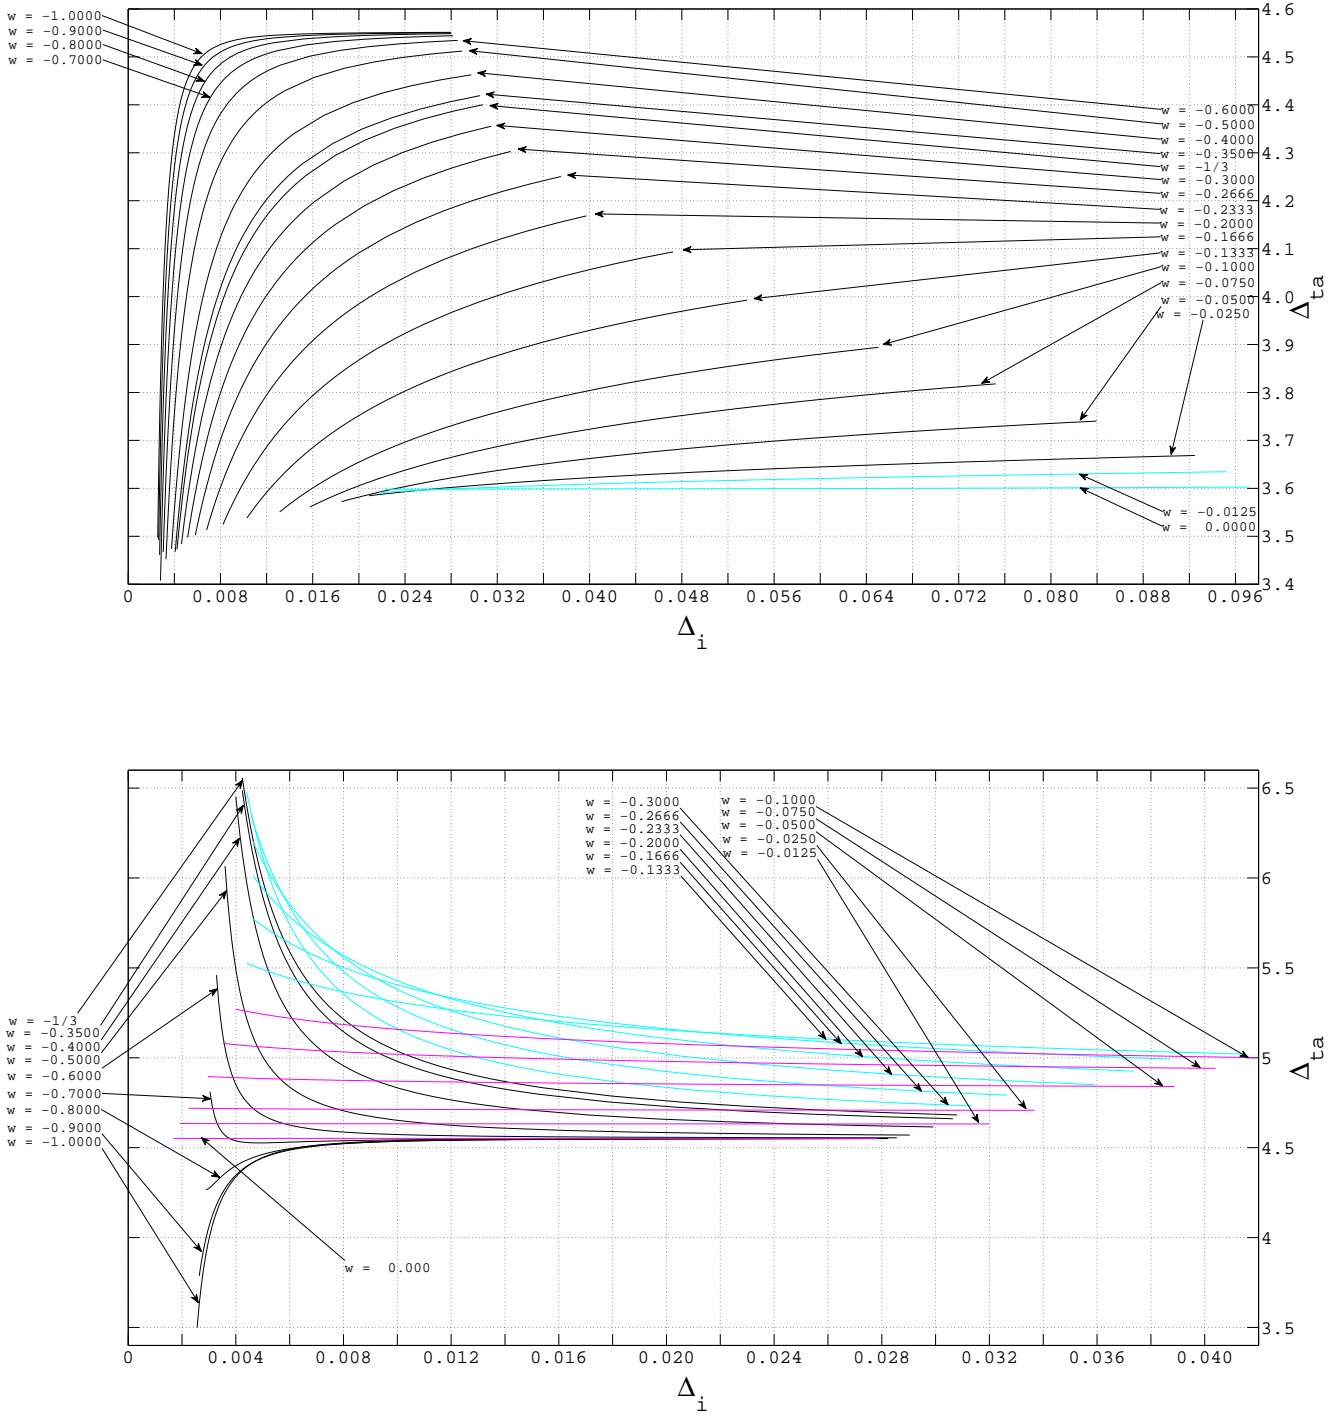 w = -1.0000
w = -0.9000
w = -0.8000
w = -0.7000
w = -0.6000
w = -0.5000
w = -0.4000
w = -0.3500
w = -1/3
w = -0.3000
w = -0.2666
w = -0.2333
w = -0.2000
w = -0.1666
w = -0.1333
w = -0.1000
w = -0.0750
w = -0.0500
w = -0.0250
w = -0.0125
w = 0.0000
4.6
4.5
4.4
4.3
4.2
4.1
4.0
3.9
3.8
3.7
3.6
3.5
3.4
Δta
0 0.008 0.016 0.024 0.032 0.040 0.048 0.056 0.064 0.072 0.080 0.088 0.096
Δi
w = -0.3000
w = -0.2666
w = -0.2333
w = -0.2000
w = -0.1666
w = -0.1333
w = -0.1000
w = -0.0750
w = -0.0500
w = -0.0250
w = -0.0125
w = -1/3
w = -0.3500
w = -0.4000
w = -0.5000
w = -0.6000
w = -0.7000
w = -0.8000
w = -0.9000
w = -1.0000
w = 0.000
6.5
6
5.5
5
4.5
4
3.5
Δta
0 0.004 0.008 0.012 0.016 0.020 0.024 0.028 0.032 0.036 0.040
Δi